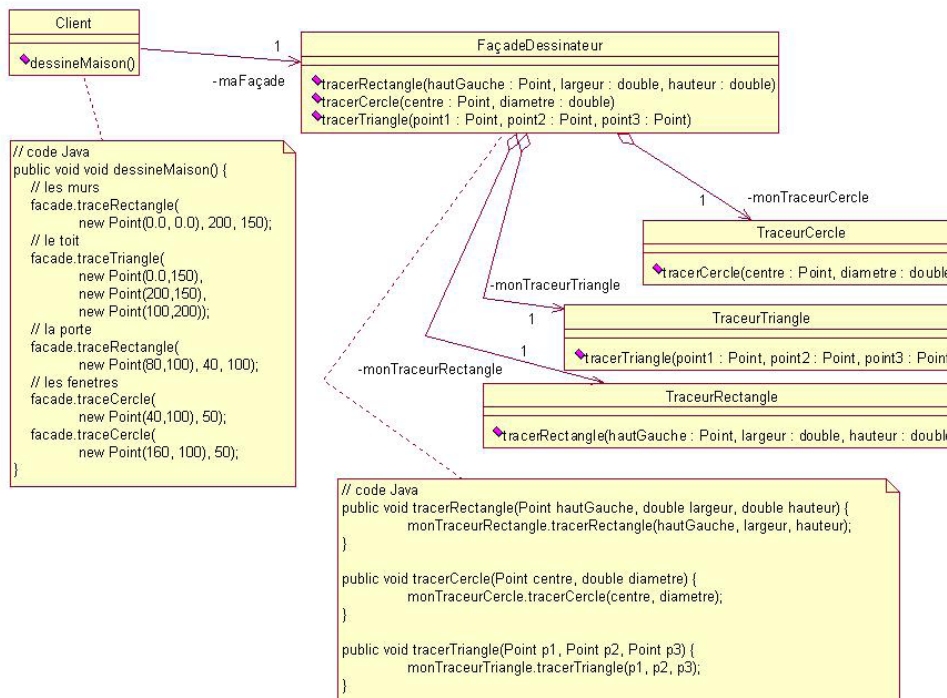 Client
dessineMaison()
1
-maFaçade
FaçadeDessinateur
tracerRectangle(hautGauche : Point, largeur : double, hauteur : double)
tracerCercle(centre : Point, diametre : double)
tracerTriangle(point1 : Point, point2 : Point, point3 : Point)
// code Java
public void void dessineMaison() {
// les murs
facade.traceRectangle(
new Point(0.0, 0.0), 200, 150);
// le toit
facade.traceTriangle(
new Point(0.0,150),
new Point(200,150),
new Point(100,200));
// la porte
facade.traceRectangle(
new Point(80,100), 40, 100);
// les fenetres
facade.traceCercle(
new Point(40,100), 50);
facade.traceCercle(
new Point(160, 100), 50);
}
1
-monTraceurCercle
TraceurCercle
tracerCercle(centre : Point, diametre : double
-monTraceurTriangle
1
TraceurTriangle
tracerTriangle(point1 : Point, point2 : Point, point3 : Point
1
-monTraceurRectangle
TraceurRectangle
tracerRectangle(hautGauche : Point, largeur : double, hauteur : double
// code Java
public void tracerRectangle(Point hautGauche, double largeur, double hauteur) {
monTraceurRectangle.tracerRectangle(hautGauche, largeur, hauteur);
}
public void tracerCercle(Point centre, double diametre) {
monTraceurCercle.tracerCercle(centre, diametre);
}
public void tracerTriangle(Point p1, Point p2, Point p3) {
monTraceurTriangle.tracerTriangle(p1, p2, p3);
}